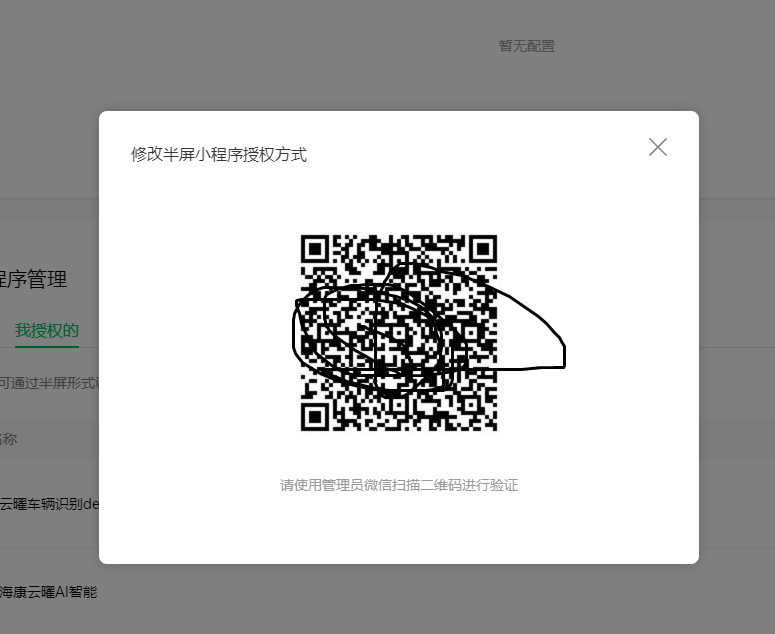 暂无配置
修改半屏小程序授权方式
程序管理
我授权的
可通过半屏形式
名称
请使用管理员微信扫描二维码进行验证
云曜车辆识别de
海康云曜AI智能